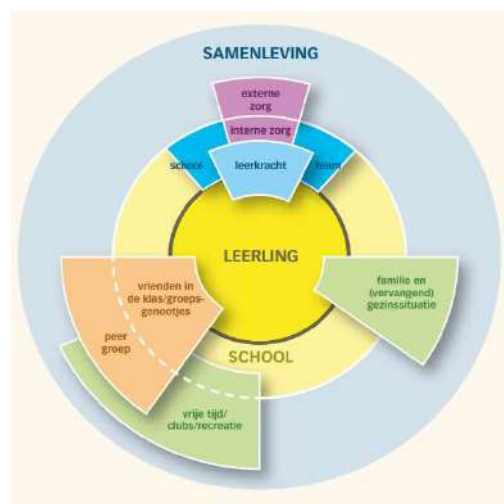 SAMENLEVING
externe
zorg
interne zorg
school-
leerkracht
team
LEERLING
familie en
(vervangend)
gezinssituatie
vrienden in
de klas/groeps-
genootjes
peer
groep
SCHOOL
vrije tijd/
clubs/recreatie